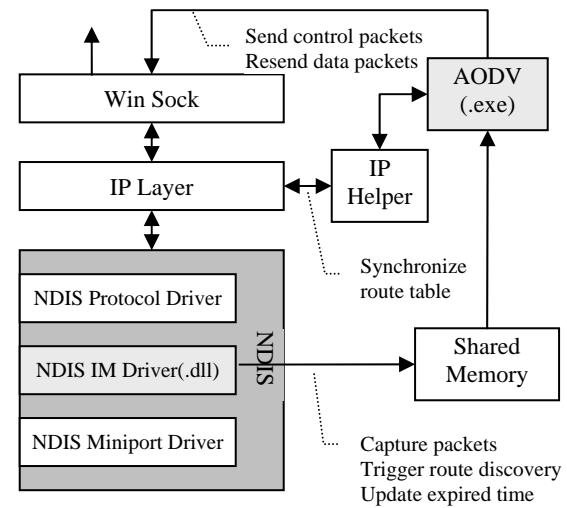 Send control packets
Resend data packets
AODV
(.exe)
Win Sock
IP
Helper
IP Layer
Synchronize
route table
NDIS Protocol Driver
NDIS
NDIS IM Driver(.dll)
Shared
Memory
NDIS Miniport Driver
Capture packets
Trigger route discovery
Update expired time